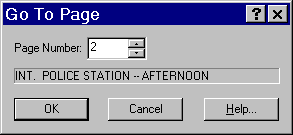 Go To Page ?
Page Number: 2
INT. POLICE STATION -- AFTERNOON
OK Cancel Help...